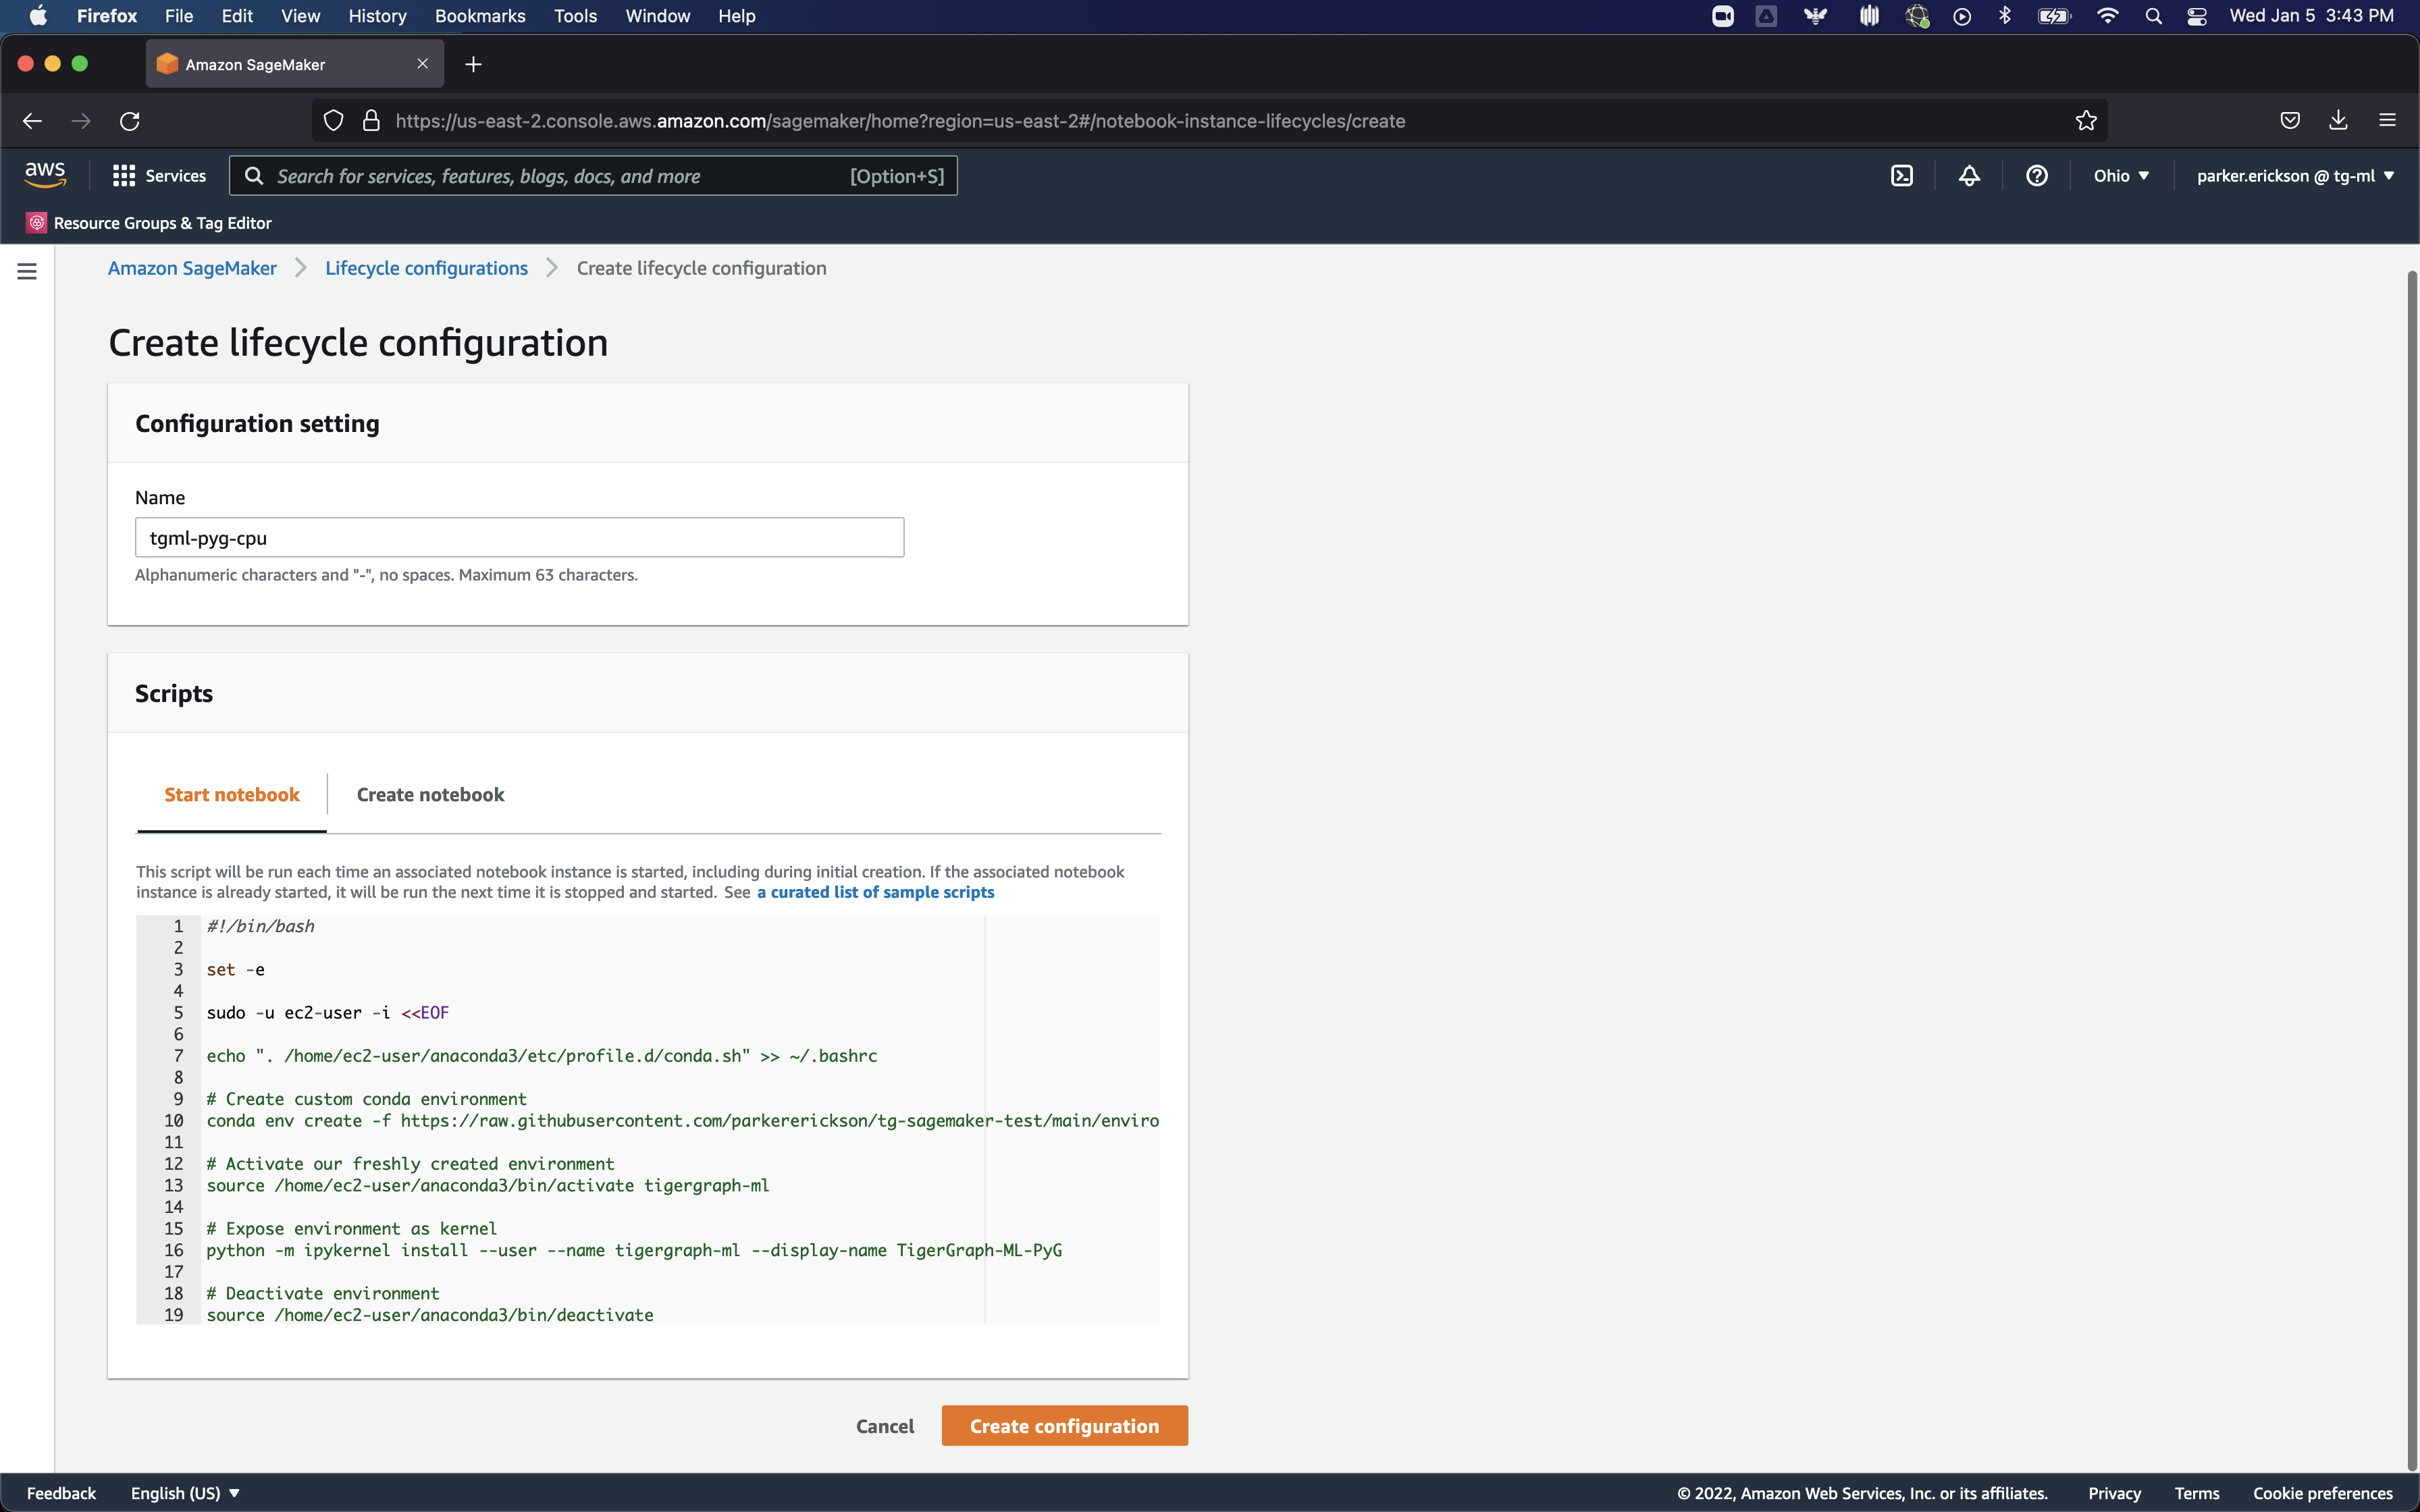 Firefox File Edit View History Bookmarks Tools Window Help Wed Jan 5 3:43 PM
Amazon SageMaker
https://us-east-2.console.aws.amazon.com/sagemaker/home?region=us-east-2#/notebook-instance-lifecycles/create
aws Services Search for services, features, blogs, docs, and more [Option+S] Ohio ▼ parker.erickson @ tg-ml ▼
Resource Groups & Tag Editor
Amazon SageMaker > Lifecycle configurations > Create lifecycle configuration
Create lifecycle configuration
Configuration setting
Name
tgml-pyg-cpu
Alphanumeric characters and "-", no spaces. Maximum 63 characters.
Scripts
Start notebook Create notebook
This script will be run each time an associated notebook instance is started, including during initial creation. If the associated notebook
instance is already started, it will be run the next time it is stopped and started. See a curated list of sample scripts
1 #!/bin/bash
2
3 set -e
4
5 sudo -u ec2-user -i <<EOF
6
7 echo ". /home/ec2-user/anaconda3/etc/profile.d/conda.sh" >> ~/.bashrc
8
9 # Create custom conda environment
10 conda env create -f https://raw.githubusercontent.com/parkererickson/tg-sagemaker-test/main/enviro
11
12 # Activate our freshly created environment
13 source /home/ec2-user/anaconda3/bin/activate tigergraph-ml
14
15 # Expose environment as kernel
16 python -m ipykernel install --user --name tigergraph-ml --display-name TigerGraph-ML-PyG
17
18 # Deactivate environment
19 source /home/ec2-user/anaconda3/bin/deactivate
Cancel Create configuration
Feedback English (US) ▼ © 2022, Amazon Web Services, Inc. or its affiliates. Privacy Terms Cookie preferences